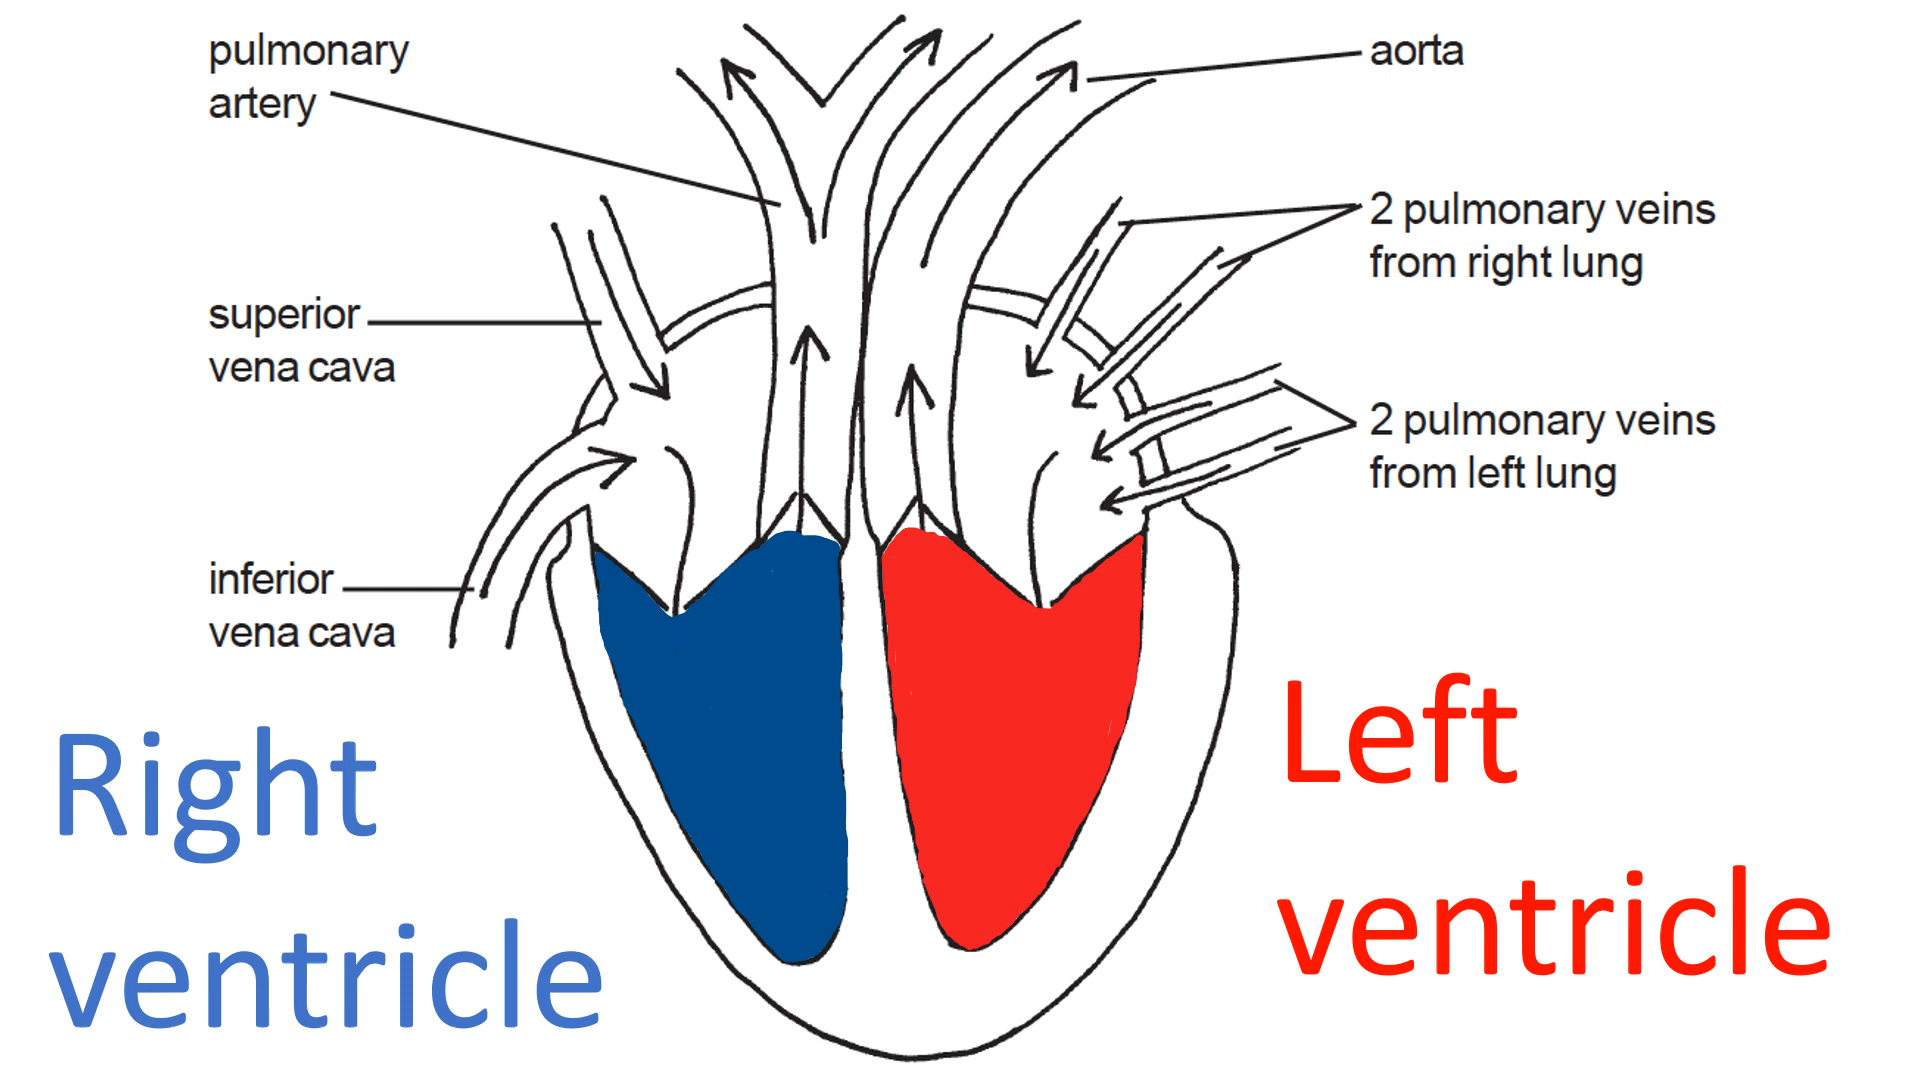 pulmonary
artery
aorta
2 pulmonary veins
from right lung
superior
vena cava
2 pulmonary veins
from left lung
inferior
vena cava
Right
ventricle
Left
ventricle